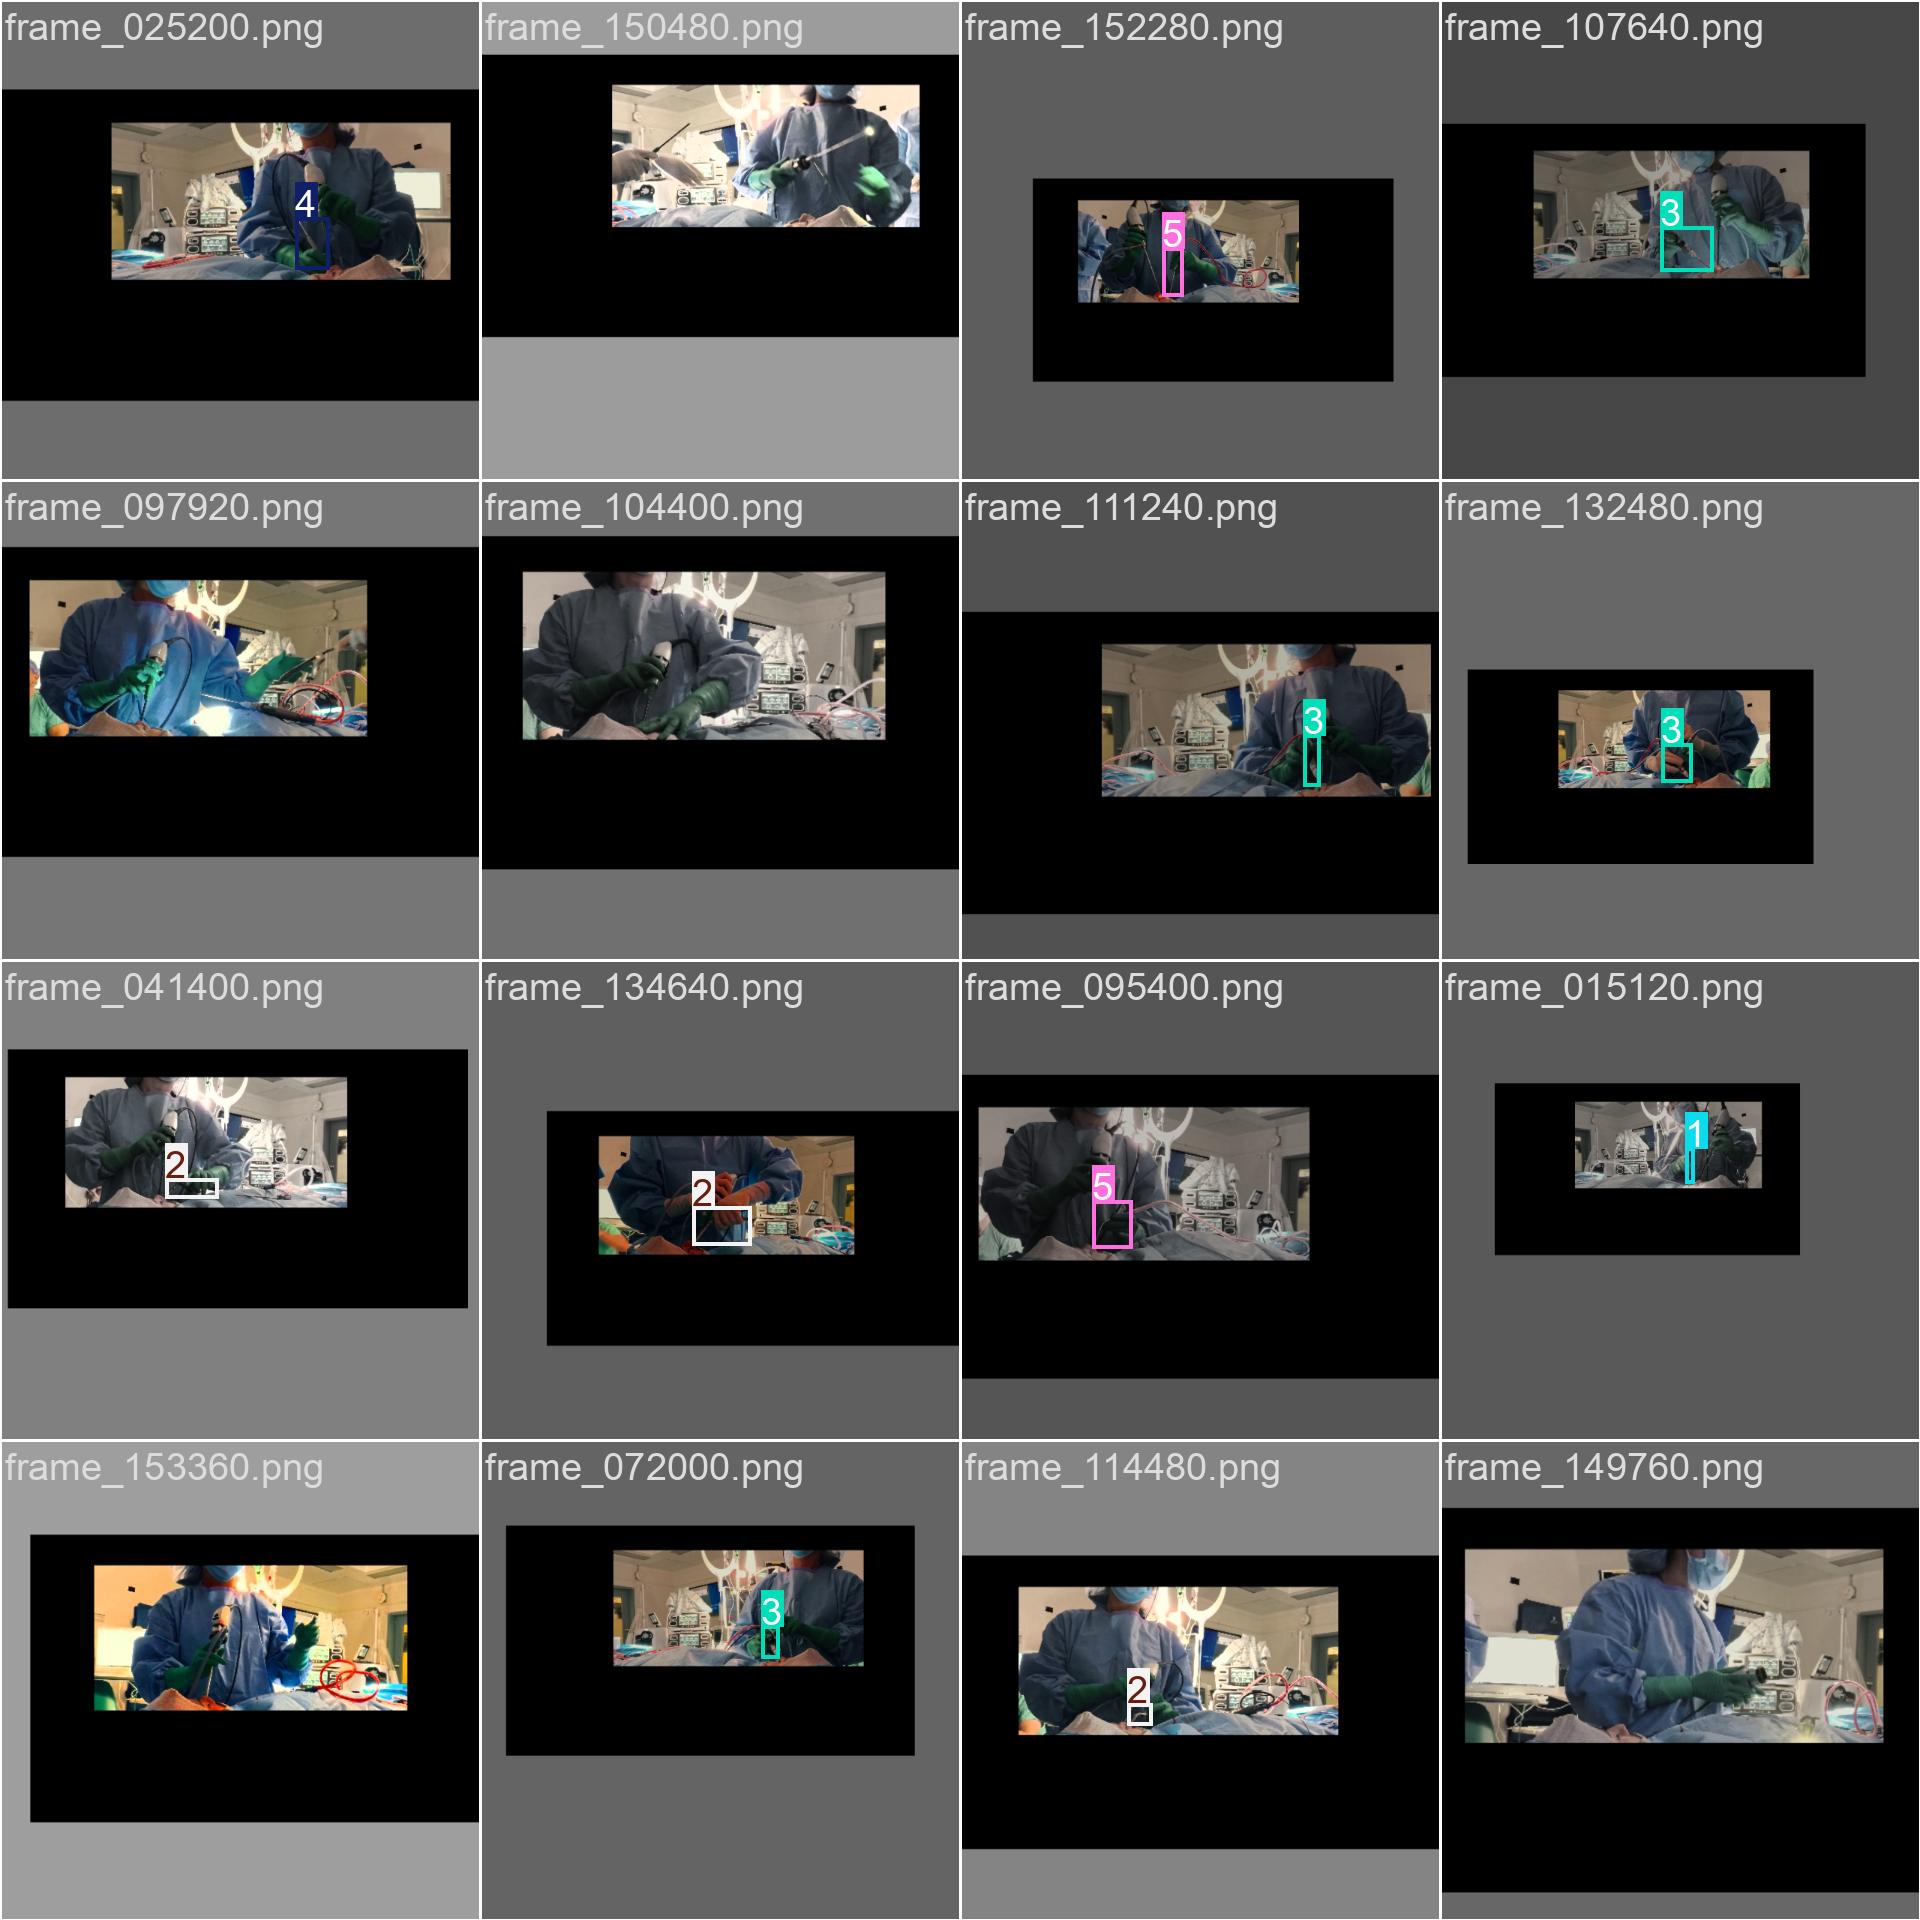 frame_025200.png
frame_150480.png
frame_152280.png
frame_107640.png
4
5
3
frame_097920.png
frame_104400.png
frame_111240.png
frame_132480.png
3
3
frame_041400.png
frame_134640.png
frame_095400.png
frame_015120.png
2
2
5
1
frame_153360.png
frame_072000.png
frame_114480.png
frame_149760.png
3
2